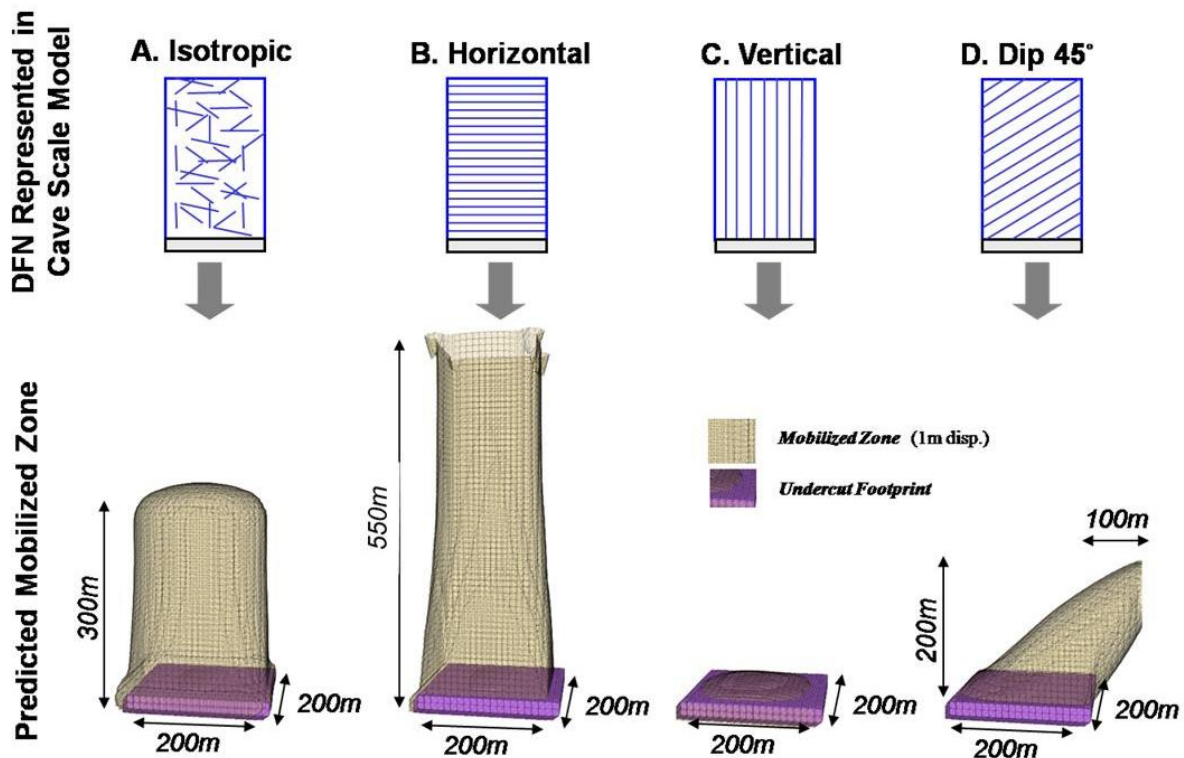 DFN Represented in
Cave Scale Model
A. Isotropic
B. Horizontal
C. Vertical
D. Dip 45°
Predicted Mobilized Zone
300m
200m
200m
550m
200m
200m
Mobilized Zone (1m disp.)
Undercut Footprint
200m
200m
100m
200m
200m
200m